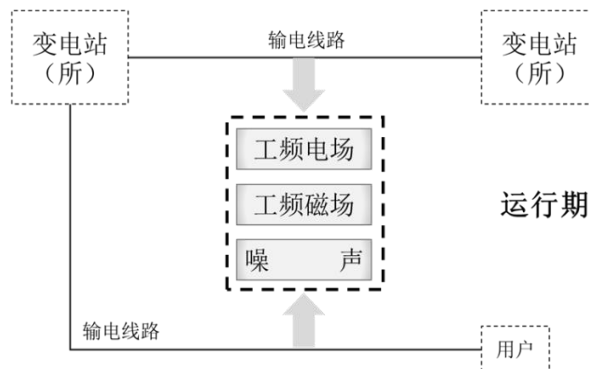 变电站
（所）
输电线路
变电站
（所）
工频电场
工频磁场
噪 声
运行期
输电线路
用户